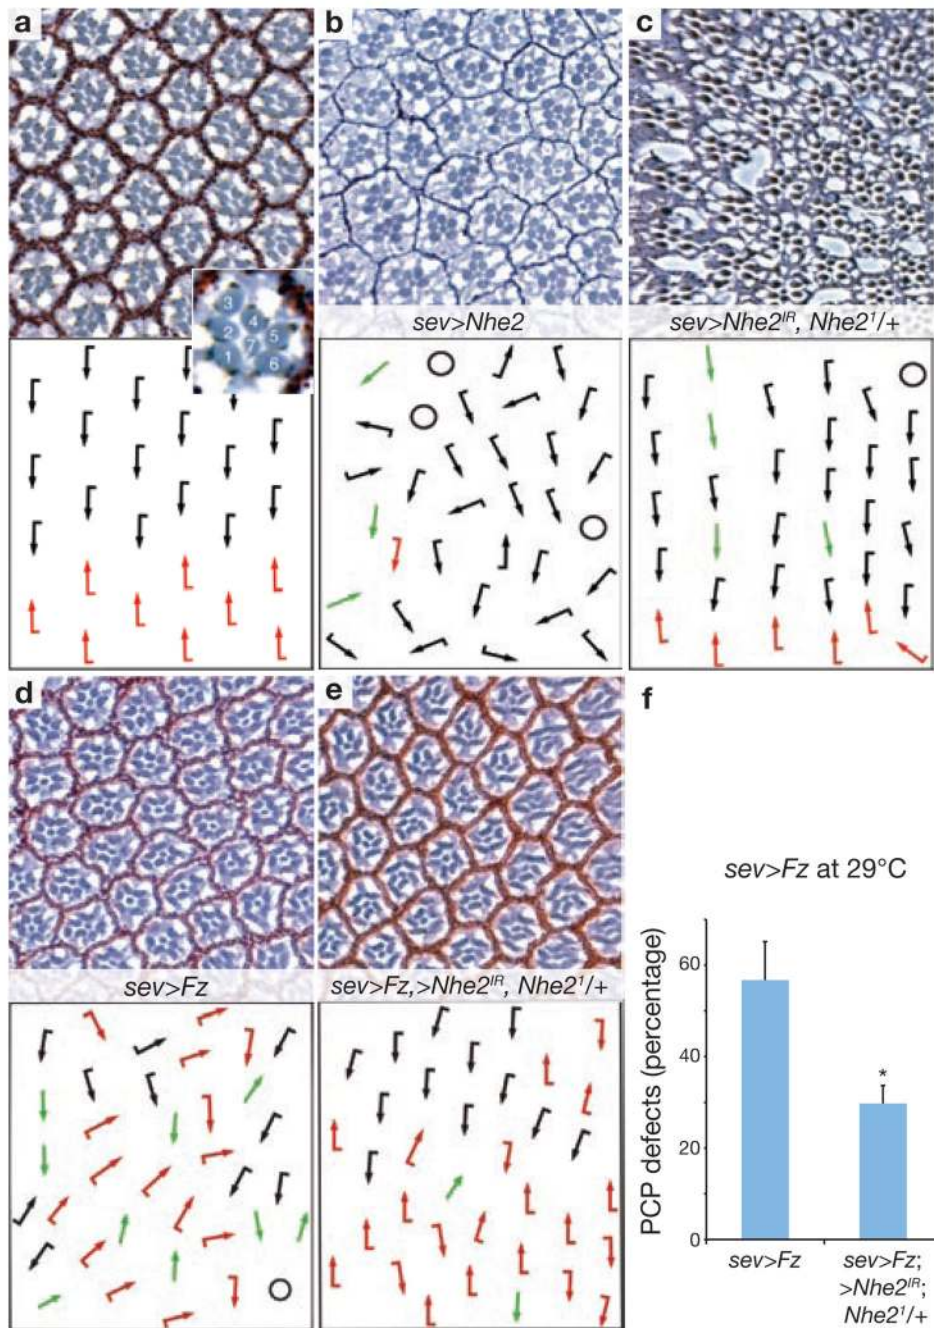 a
b
c
3
4
2
5
7
1
6
sev>Nhe2
sev>Nhe2IR, Nhe21/+
d
e
f
sev>Fz
sev>Fz,>Nhe2IR, Nhe21/+
sev>Fz at 29°C
PCP defects (percentage)
60
40
20
0
*
sev>Fz
sev>Fz;
>Nhe2IR;
Nhe21/+